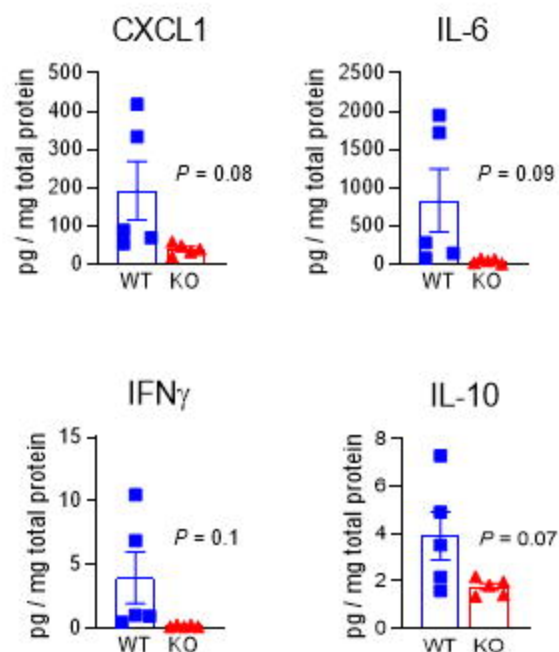 CXCL1
pg / mg total protein
500
400
300
200
100
0
P = 0.08
WT KO
IL-6
pg / mg total protein
2500
2000
1500
1000
500
0
P = 0.09
WT KO
IFNγ
pg / mg total protein
15
10
5
0
P = 0.1
WT KO
IL-10
pg / mg total protein
8
6
4
2
0
P = 0.07
WT KO